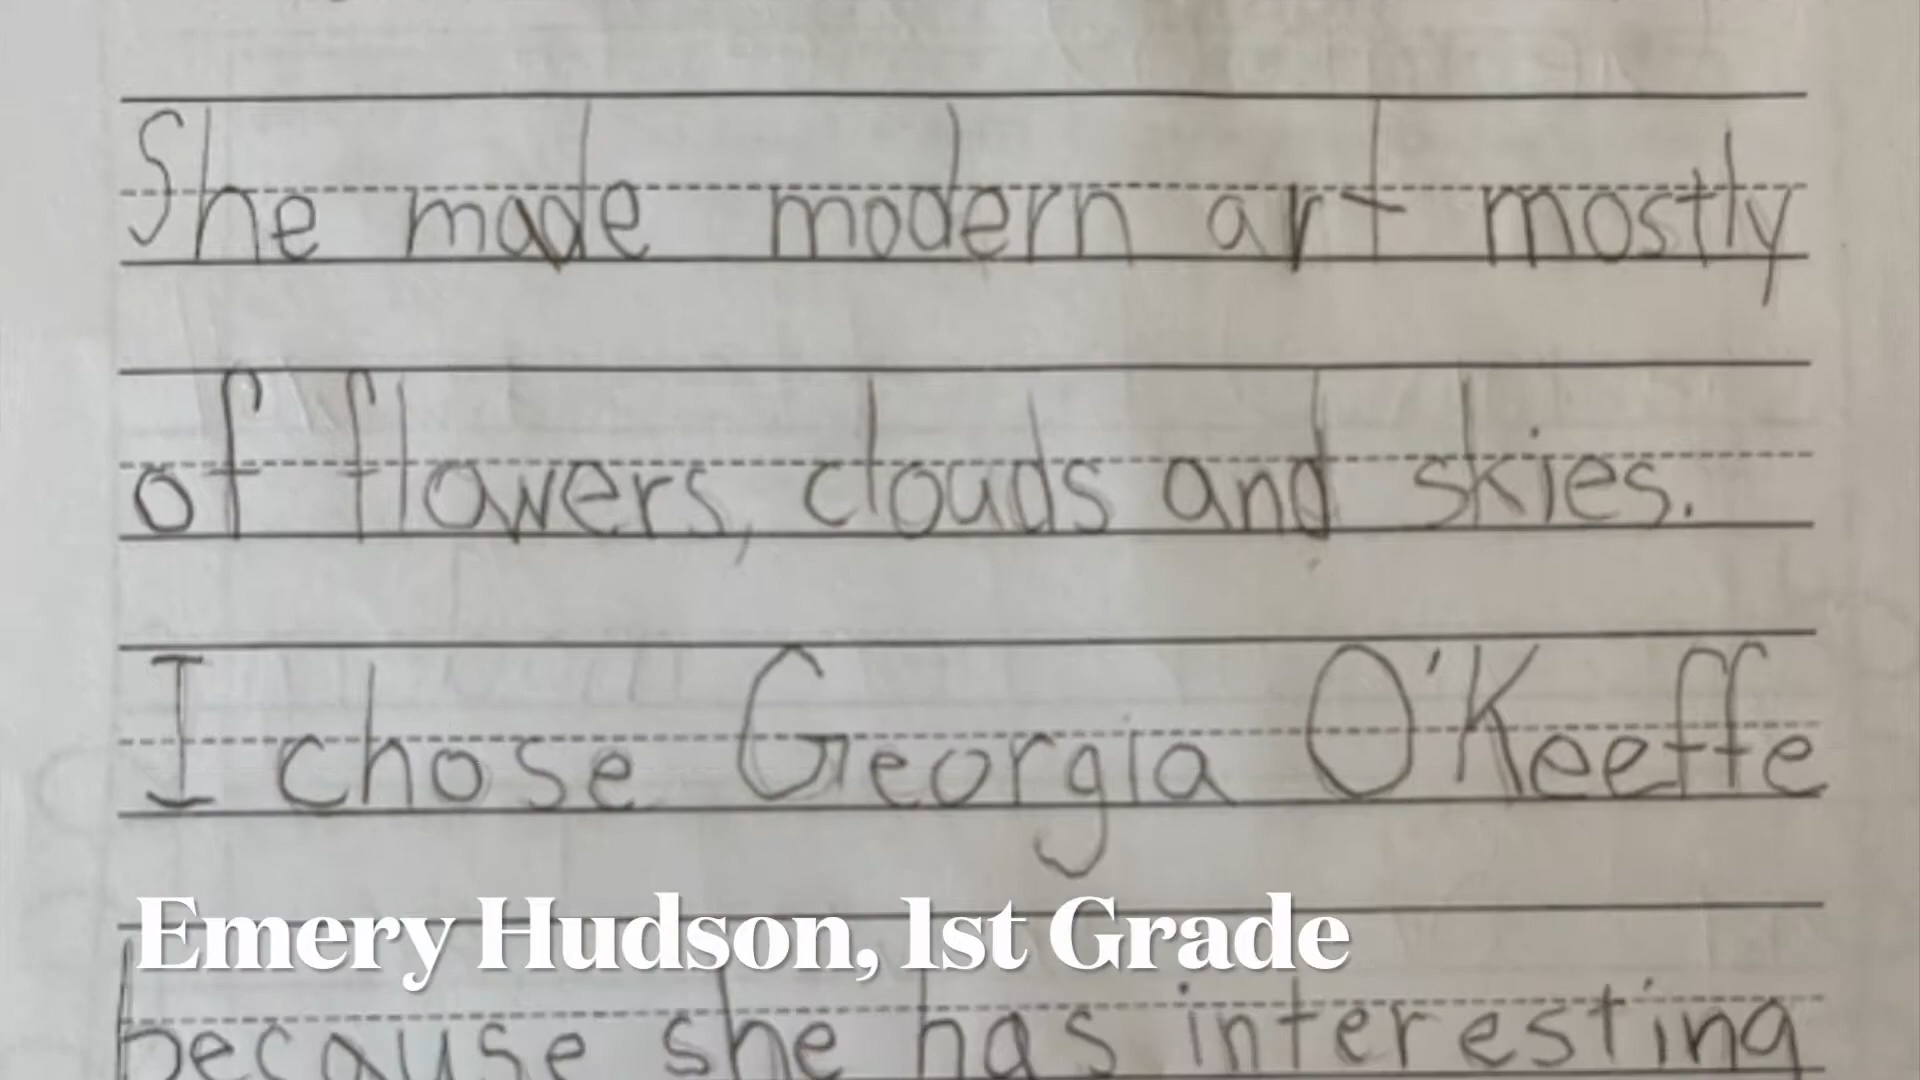 She made modern art mostly
of flowers, clouds and skies.
I chose Georgia O'Keeffe
Emery Hudson, 1st Grade
because she has interesting